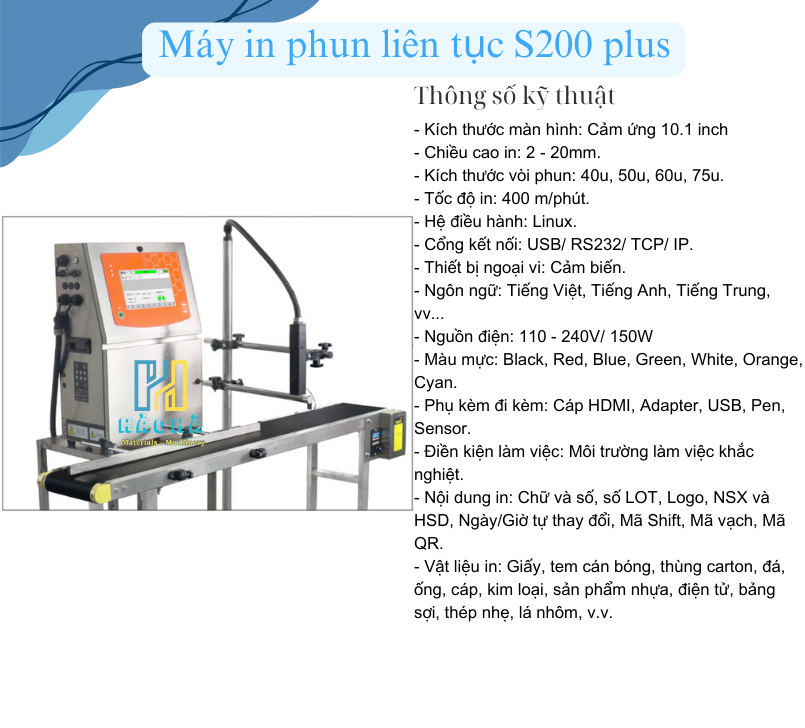 Máy in phun liên tục S200 plus
Thông số kỹ thuật
- Kích thước màn hình: Cảm ứng 10.1 inch
- Chiều cao in: 2 - 20mm.
- Kích thước vòi phun: 40u, 50u, 60u, 75u.
- Tốc độ in: 400 m/phút.
- Hệ điều hành: Linux.
- Cổng kết nối: USB/ RS232/ TCP/ IP.
- Thiết bị ngoại vi: Cảm biến.
- Ngôn ngữ: Tiếng Việt, Tiếng Anh, Tiếng Trung,
vv...
- Nguồn điện: 110 - 240V/ 150W
- Màu mực: Black, Red, Blue, Green, White, Orange,
Cyan.
- Phụ kèm đi kèm: Cáp HDMI, Adapter, USB, Pen,
Sensor.
- Điền kiện làm việc: Môi trường làm việc khắc
nghiệt.
- Nội dung in: Chữ và số, số LOT, Logo, NSX và
HSD, Ngày/Giờ tự thay đổi, Mã Shift, Mã vạch, Mã
QR.
- Vật liệu in: Giấy, tem cán bóng, thùng carton, đá,
ống, cáp, kim loại, sản phẩm nhựa, điện tử, bảng
sợi, thép nhẹ, lá nhôm, v.v.
HAOHA
Materials - Machinery